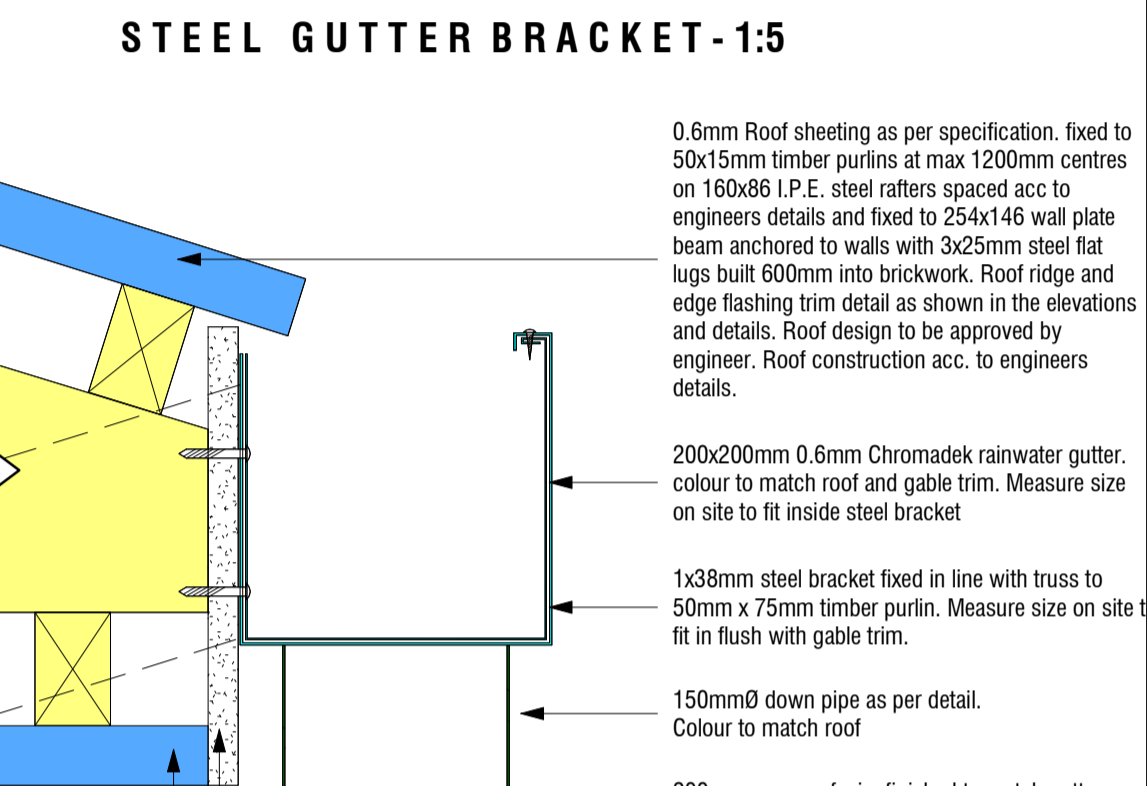 STEEL GUTTER BRACKET - 1:5
0.6mm Roof sheeting as per specification. fixed to
50x15mm timber purlins at max 1200mm centres
on 160x86 I.P.E. steel rafters spaced acc to
engineers details and fixed to 254x146 wall plate
beam anchored to walls with 3x25mm steel flat
lugs built 600mm into brickwork. Roof ridge and
edge flashing trim detail as shown in the elevations
and details. Roof design to be approved by
engineer. Roof construction acc. to engineers
details.
200x200mm 0.6mm Chromadek rainwater gutter.
colour to match roof and gable trim. Measure size
on site to fit inside steel bracket
1x38mm steel bracket fixed in line with truss to
50mm x 75mm timber purlin. Measure size on site t
fit in flush with gable trim.
150mmØ down pipe as per detail.
Colour to match roof